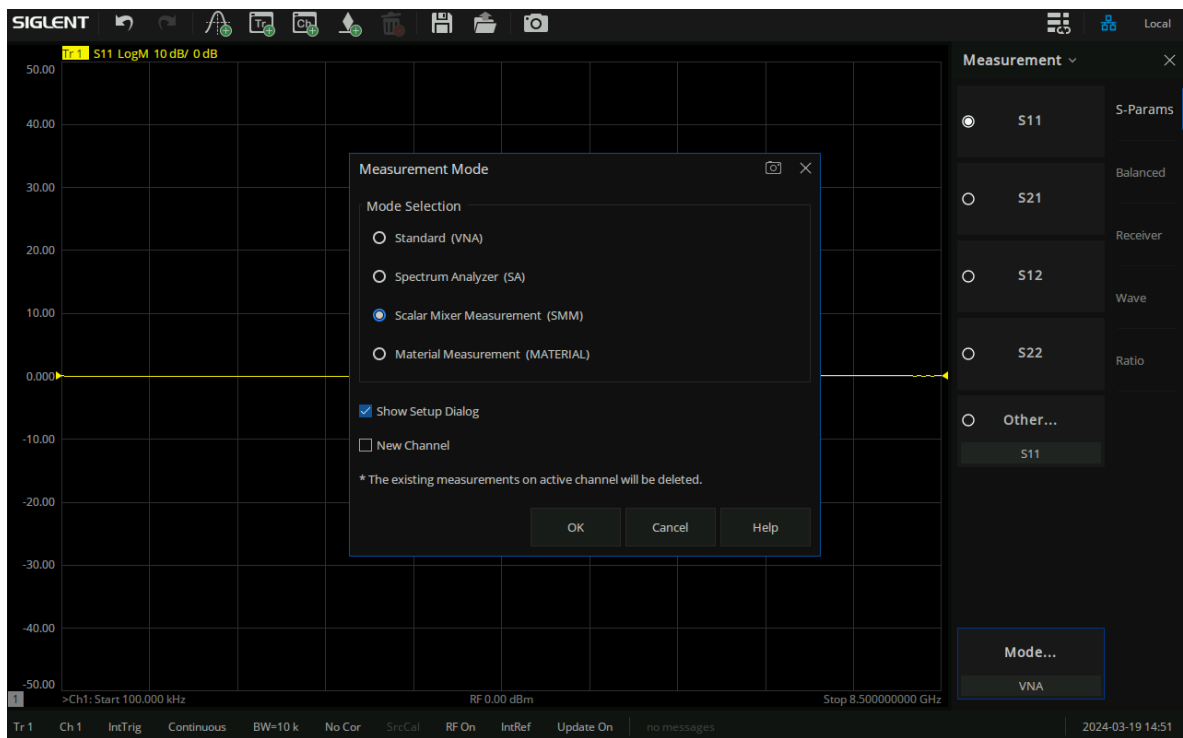 SIGLENT Tr Ch Local
Tr 1 S11 LogM 10 dB/ 0 dB
50.00
40.00
30.00
20.00
10.00
0.000
-10.00
-20.00
-30.00
-40.00
-50.00
1 >Ch1: Start 100.000 kHz RF 0.00 dBm Stop 8.500000000 GHz
Measurement Mode
Mode Selection
Standard (VNA)
Spectrum Analyzer (SA)
Scalar Mixer Measurement (SMM)
Material Measurement (MATERIAL)
Show Setup Dialog
New Channel
* The existing measurements on active channel will be deleted.
OK Cancel Help
Measurement
S11
S21
S12
S22
Other...
S11
Mode...
VNA
S-Params
Balanced
Receiver
Wave
Ratio
Tr 1 Ch 1 IntTrig Continuous BW=10 k No Cor SrcCal RF On IntRef Update On no messages 2024-03-19 14:51